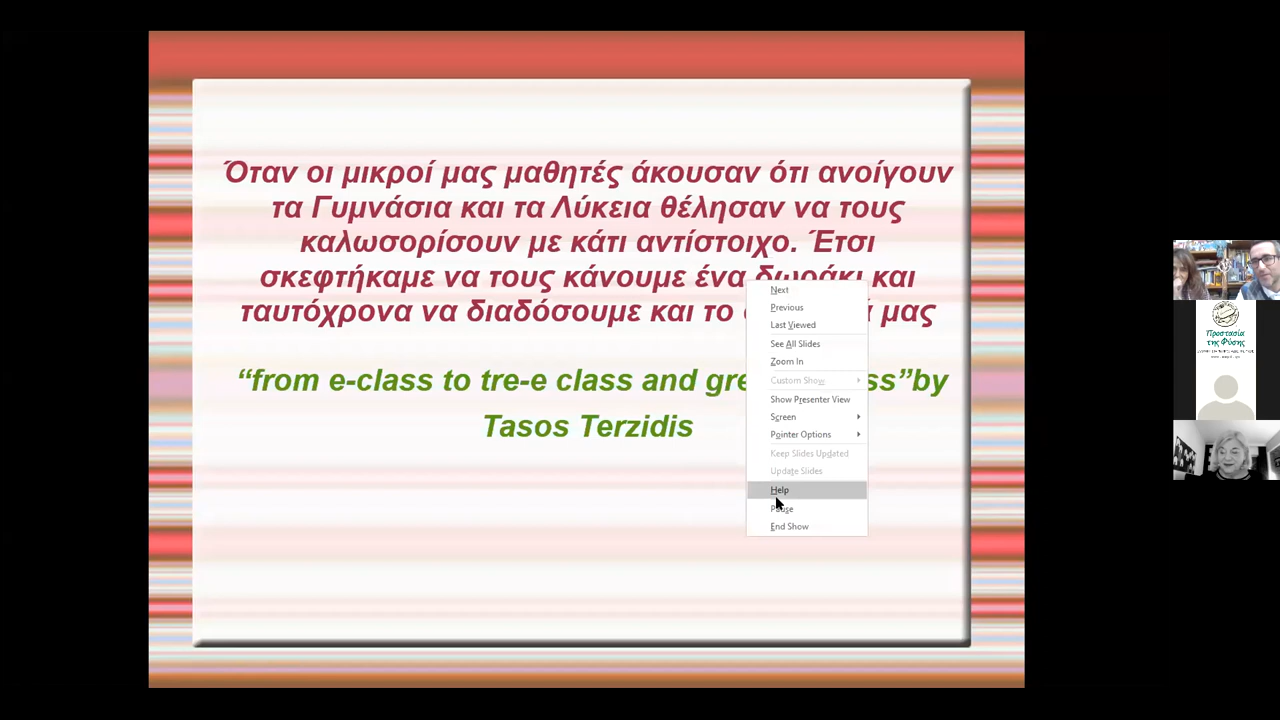 Όταν οι μικροί μας μαθητές άκουσαν ότι ανοίγουν
τα Γυμνάσια και τα Λύκεια θέλησαν να τους
καλωσορίσουν με κάτι αντίστοιχο. Έτσι
σκεφτήκαμε να τους κάνουμε ένα δωράκι και
ταυτόχρονα να διαδόσουμε και το μας
“from e-class to tre-e class and ”by
Tasos Terzidis
Next
Previous
Last Viewed
See All Slides
Zoom In
Custom Show
Show Presenter View
Screen
Pointer Options
Keep Slides Updated
Update Slides
Help
Pause
End Show
Προστασία
της Φύσης